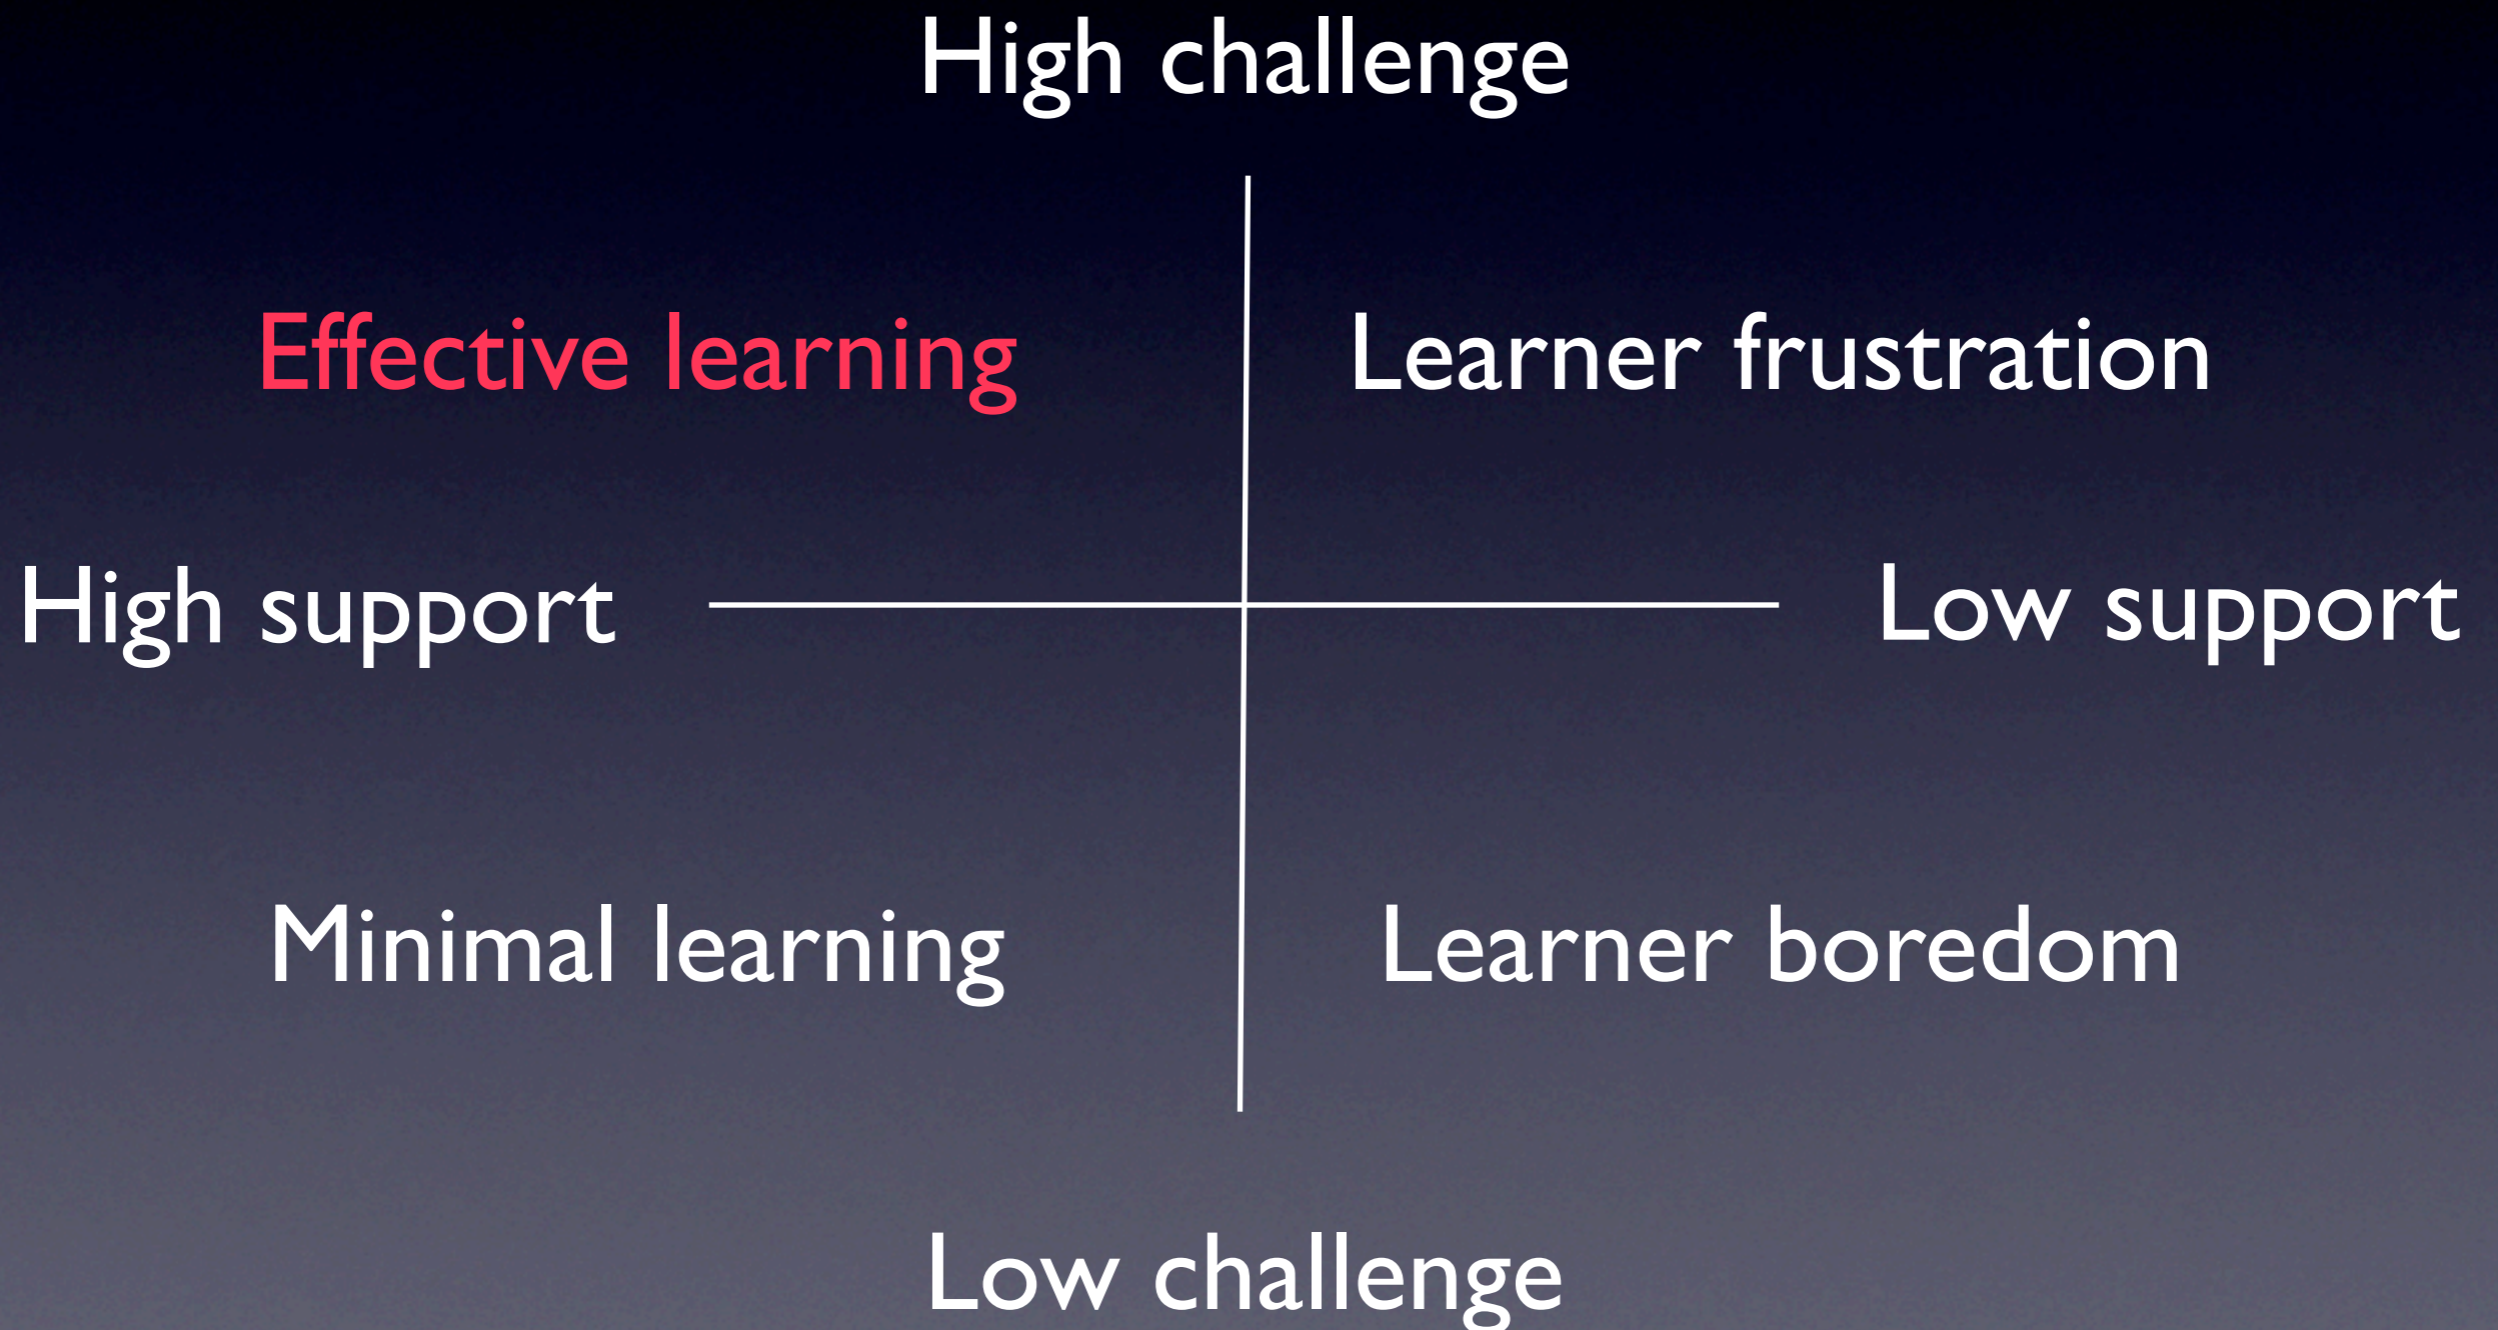 High challenge
Effective learning
Learner frustration
High support
Low support
Minimal learning
Learner boredom
Low challenge